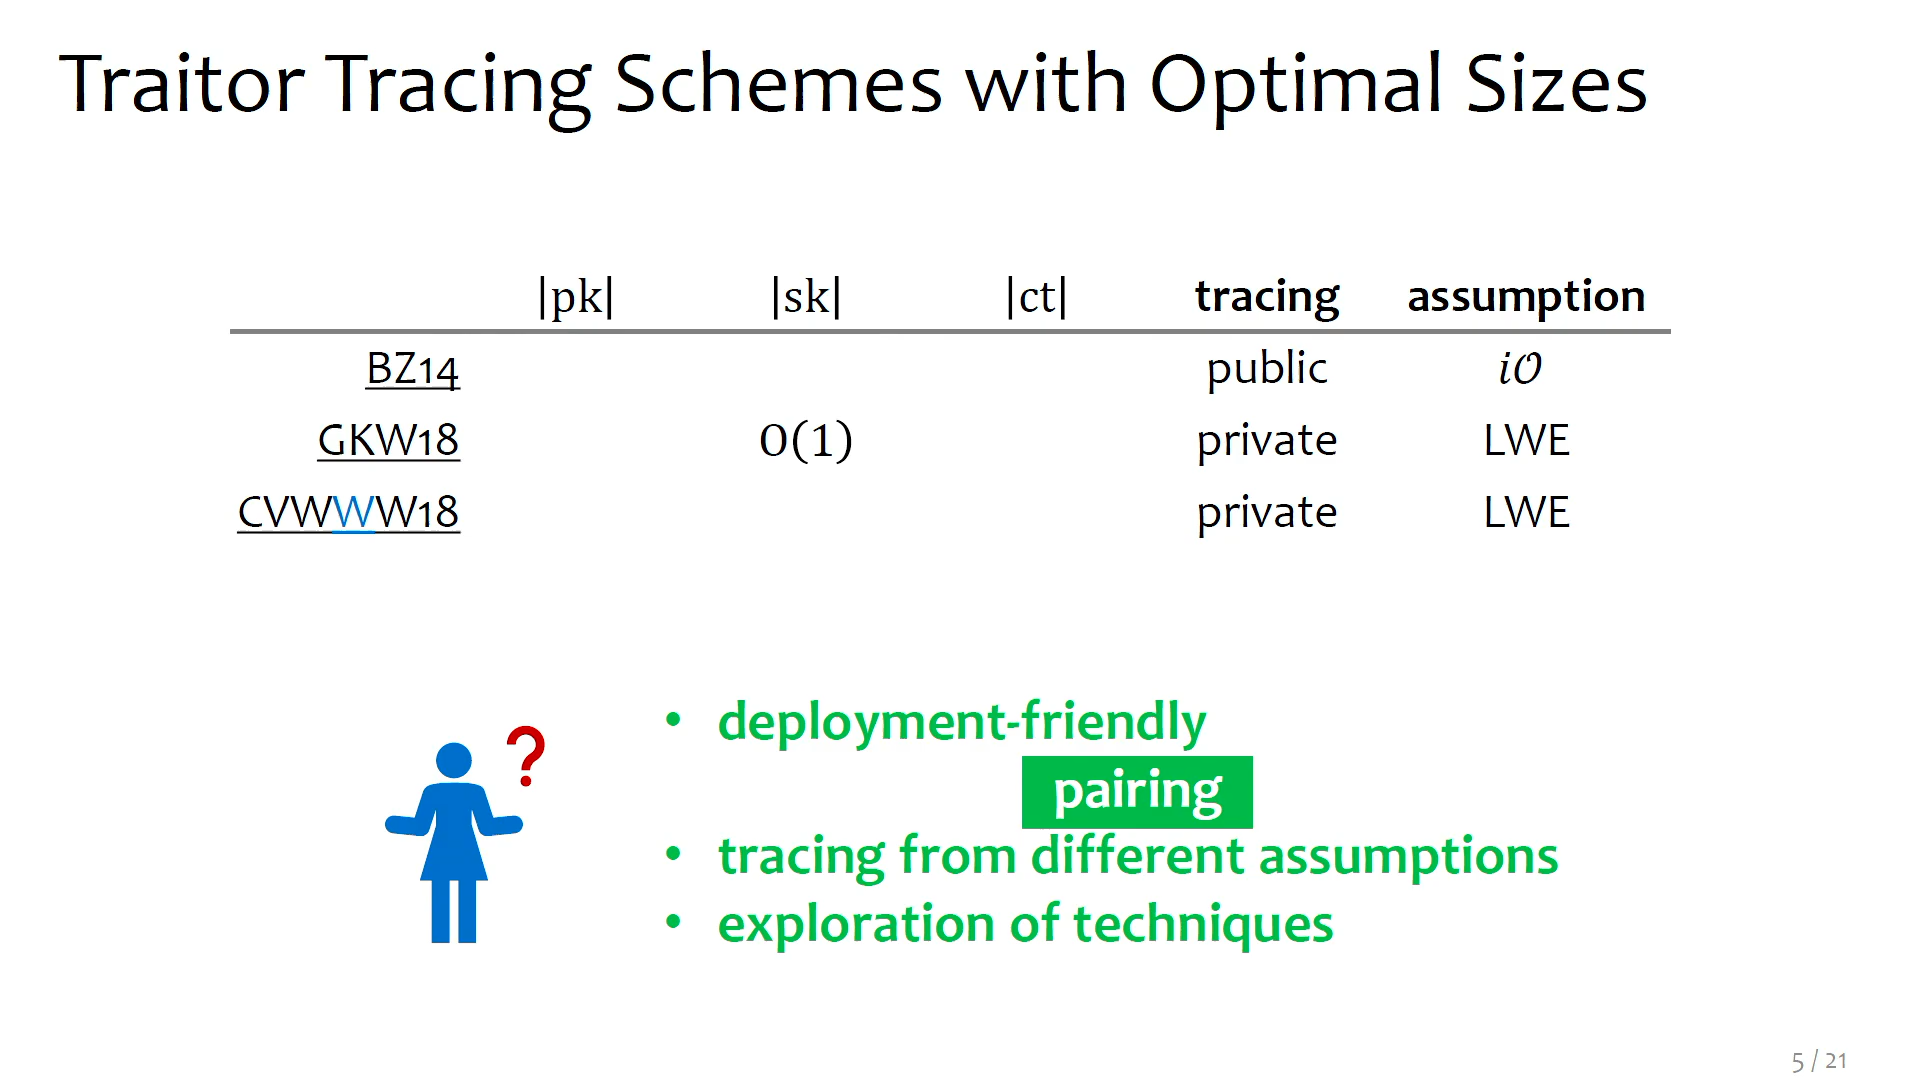 Traitor Tracing Schemes with Optimal Sizes
|pk| |sk| |ct| tracing assumption
BZ14 public iO
GKW18 O(1) private LWE
CVWWW18 private LWE
?
• deployment-friendly
pairing
• tracing from different assumptions
• exploration of techniques
5 / 21